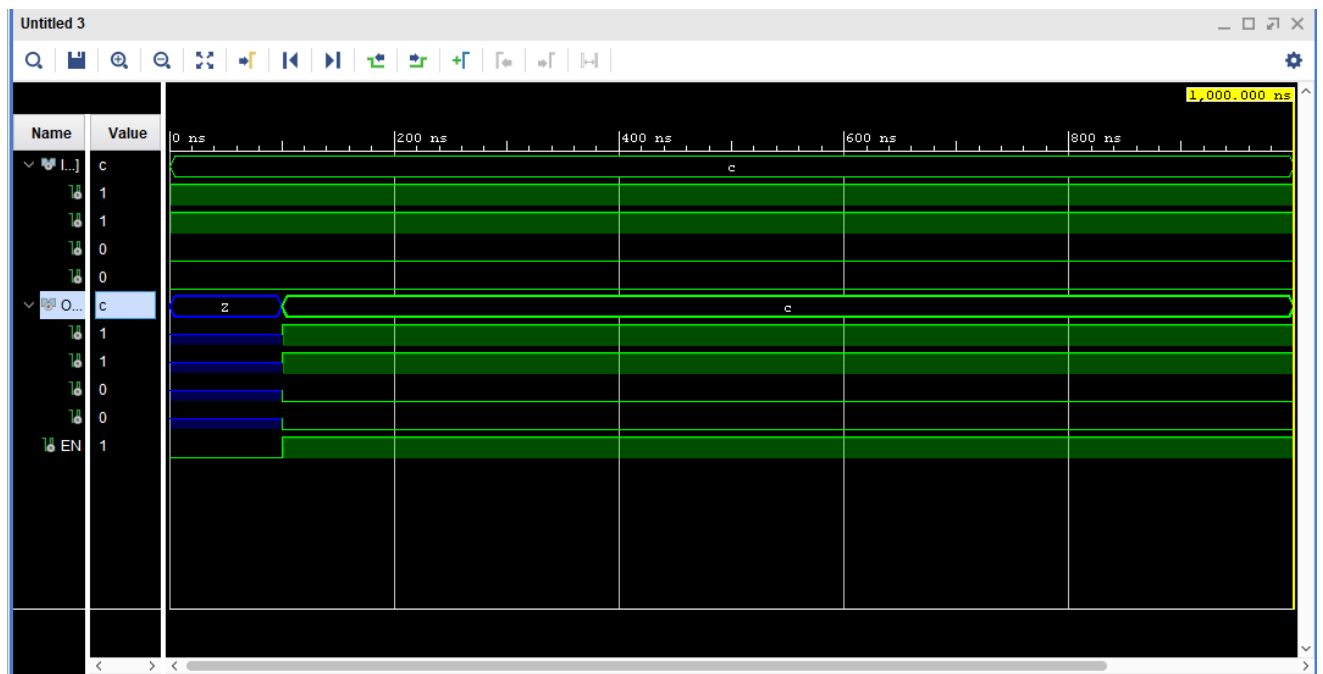 Untitled 3
1,000.000 ns
Name Value
0 ns 200 ns 400 ns 600 ns 800 ns
I...] c c
1
1
0
0
O... c Z c
1
1
0
0
EN 1